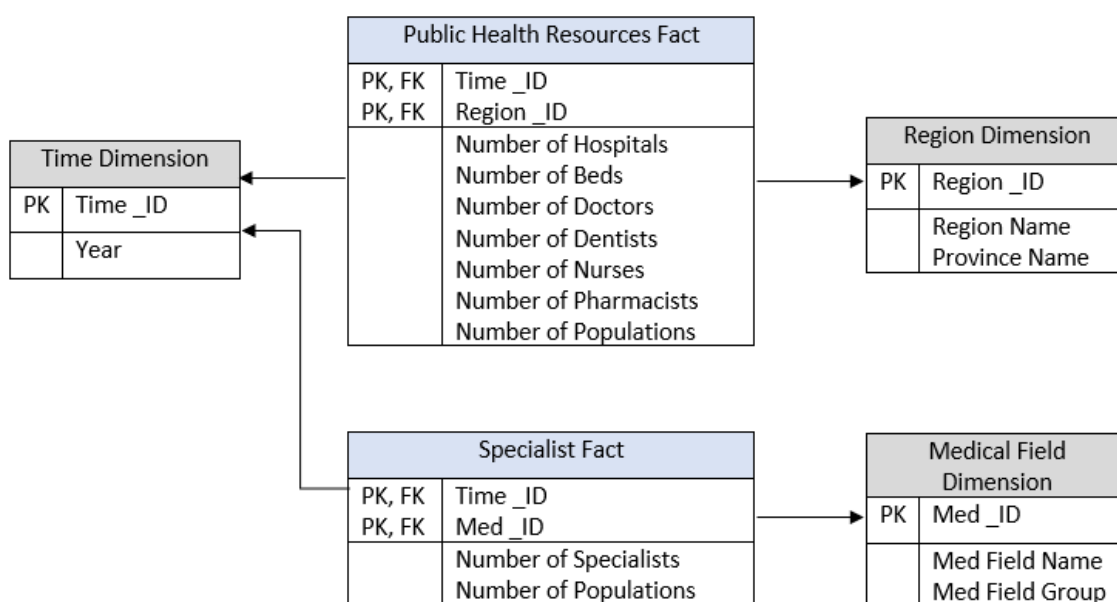 Public Health Resources Fact
PK, FK Time _ID
PK, FK Region _ID
Number of Hospitals
Number of Beds
Number of Doctors
Number of Dentists
Number of Nurses
Number of Pharmacists
Number of Populations
Time Dimension
PK Time _ID
Year
Region Dimension
PK Region _ID
Region Name
Province Name
Specialist Fact
PK, FK Time _ID
PK, FK Med _ID
Number of Specialists
Number of Populations
Medical Field
Dimension
PK Med _ID
Med Field Name
Med Field Group